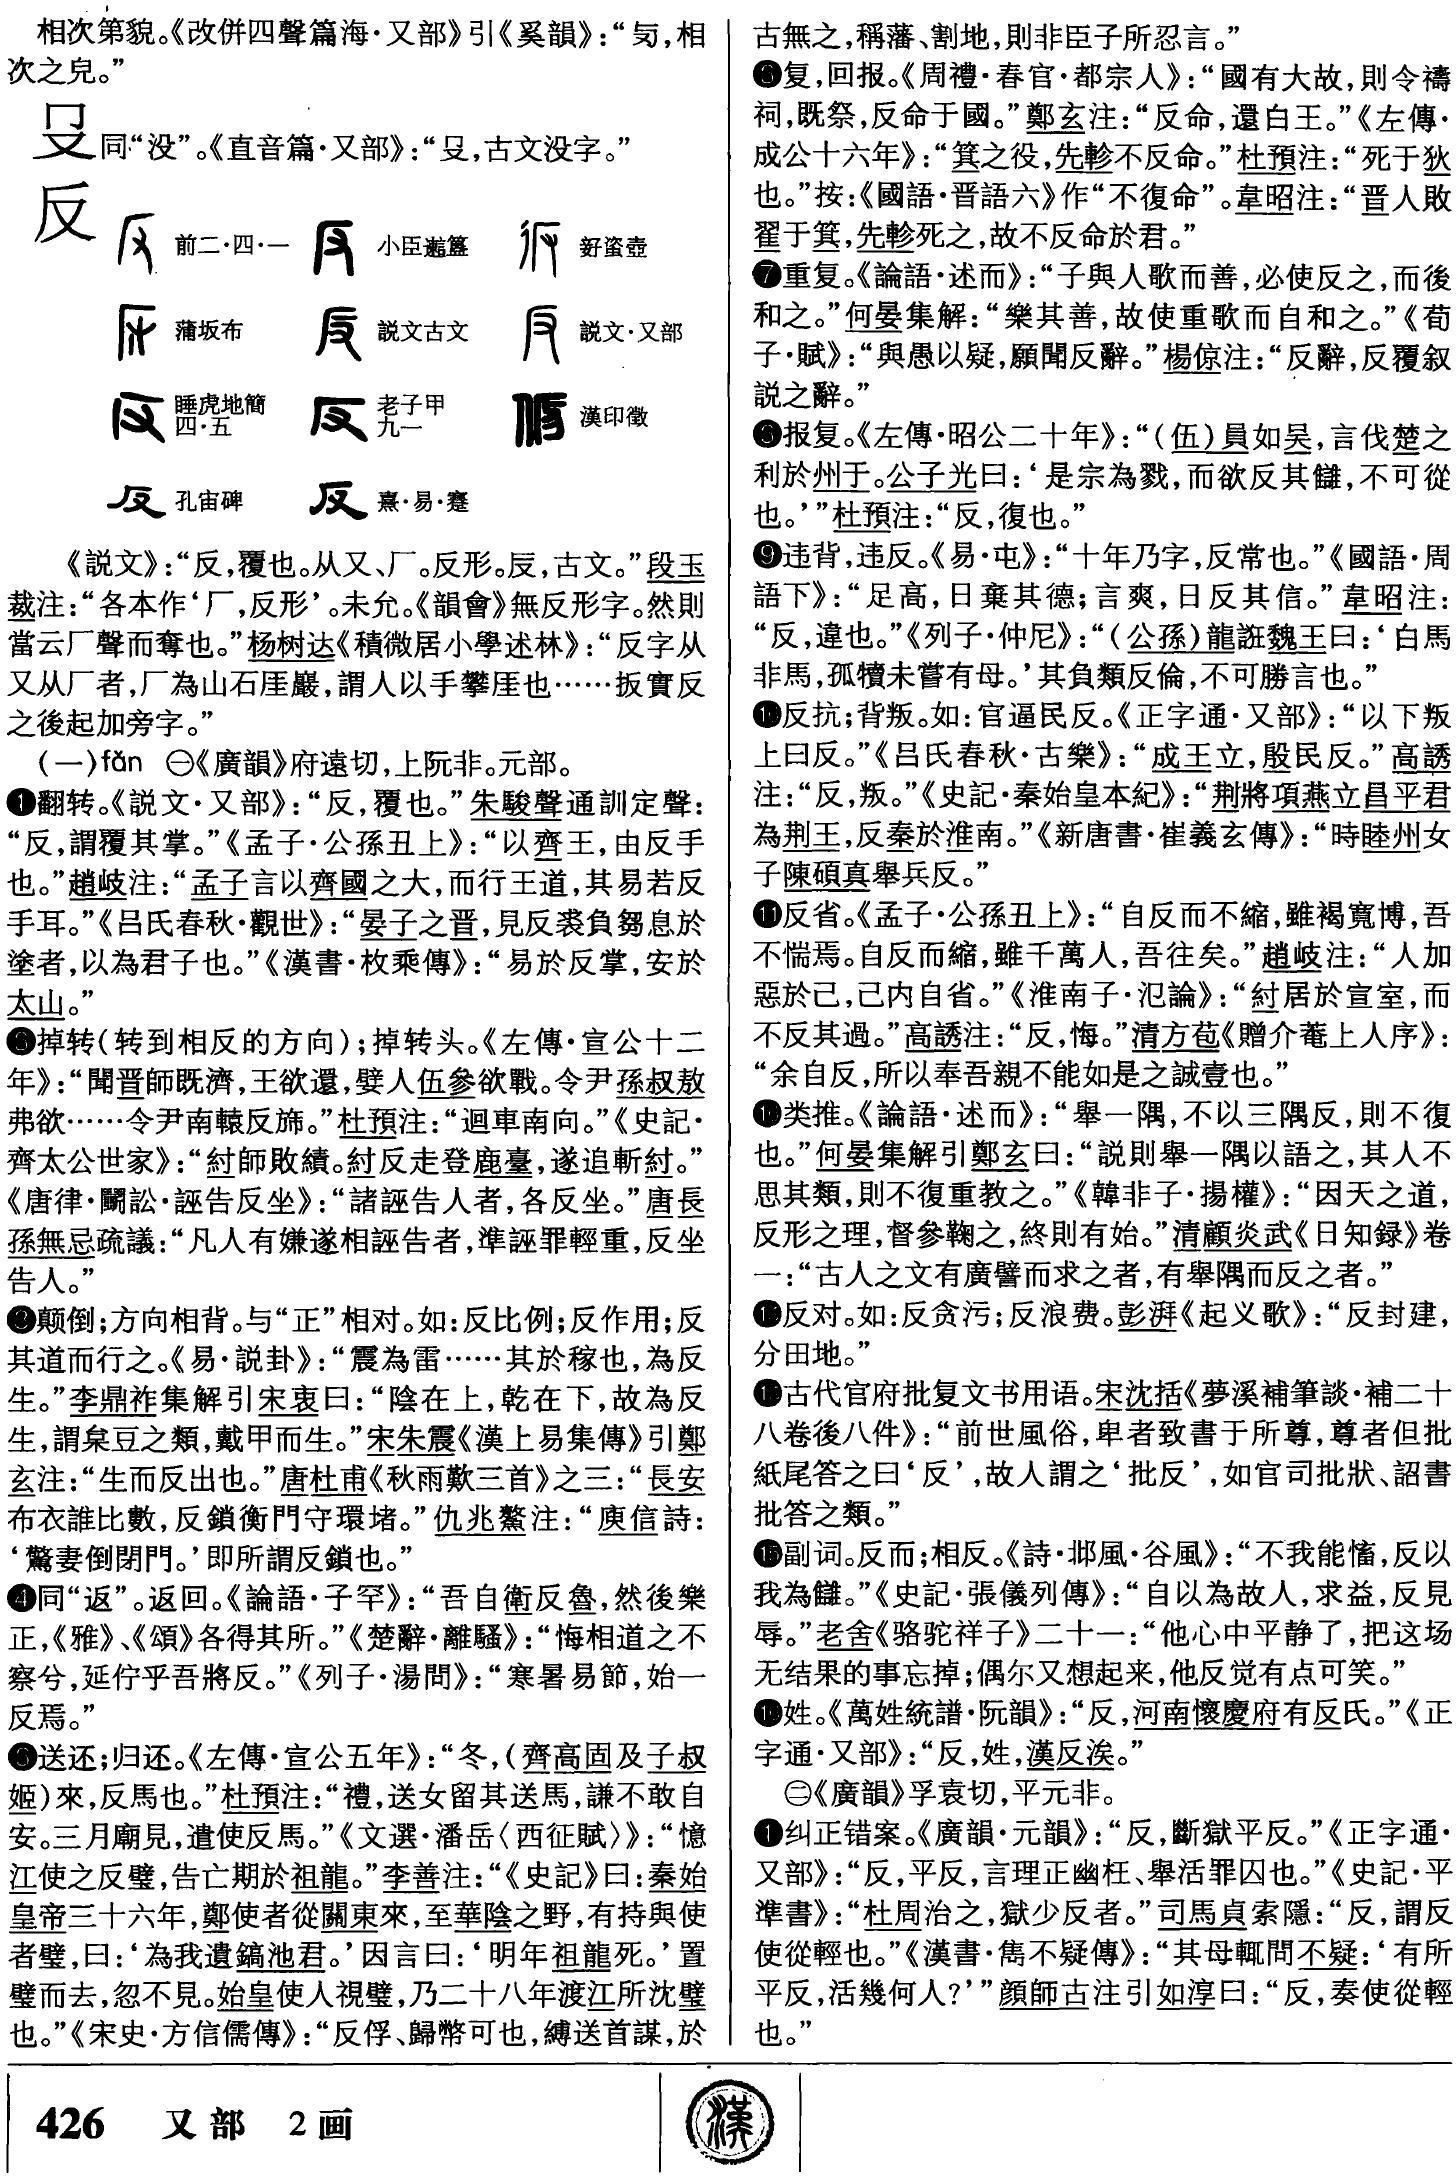 相次第貌。《改併四聲篇海·又部》引《奚韻》：“㕛，相
次之皃。”
𠬛同“没”。《直音篇·又部》：“𠬛，古文没字。”
反
前二·四·一 小臣𧽙簋 𡚱蚉壺
蒲坂布 説文古文 説文·又部
睡虎地簡四·五 老子甲九一 漢印徵
孔宙碑 熹·易·蹇
《説文》：“反，覆也。从又、厂。反形。𠬡，古文。”段玉
裁注：“各本作‘厂，反形’。未允。《韻會》無反形字。然則
當云厂聲而奪也。”杨树达《積微居小學述林》：“反字从
又从厂者，厂為山石厓巖，謂人以手攀厓也……扳實反
之後起加旁字。”
(一)fǎn ㊀《廣韻》府遠切，上阮非。元部。
❶翻转。《説文·又部》：“反，覆也。”朱駿聲通訓定聲：
“反，謂覆其掌。”《孟子·公孫丑上》：“以齊王，由反手
也。”趙岐注：“孟子言以齊國之大，而行王道，其易若反
手耳。”《吕氏春秋·觀世》：“晏子之晋，見反裘負芻息於
塗者，以為君子也。”《漢書·枚乘傳》：“易於反掌，安於
太山。”
❷掉转(转到相反的方向)；掉转头。《左傳·宣公十二
年》：“聞晋師既濟，王欲還，嬖人伍參欲戰。令尹孫叔敖
弗欲……令尹南轅反斾。”杜預注：“迴車南向。”《史記·
齊太公世家》：“紂師敗績。紂反走登鹿臺，遂追斬紂。”
《唐律·鬭訟·誣告反坐》：“諸誣告人者，各反坐。”唐長
孫無忌疏議：“凡人有嫌遂相誣告者，準誣罪輕重，反坐
告人。”
❸颠倒；方向相背。与“正”相对。如：反比例；反作用；反
其道而行之。《易·説卦》：“震為雷……其於稼也，為反
生。”李鼎祚集解引宋衷曰：“陰在上，乾在下，故為反
生，謂枲豆之類，戴甲而生。”宋朱震《漢上易集傳》引鄭
玄注：“生而反出也。”唐杜甫《秋雨歎三首》之三：“長安
布衣誰比數，反鎖衡門守環堵。”仇兆鰲注：“庾信詩：
‘驚妻倒閉門。’即所謂反鎖也。”
❹同“返”。返回。《論語·子罕》：“吾自衛反魯，然後樂
正，《雅》、《頌》各得其所。”《楚辭·離騷》：“悔相道之不
察兮，延佇乎吾將反。”《列子·湯問》：“寒暑易節，始一
反焉。”
❺送还；归还。《左傳·宣公五年》：“冬，(齊高固及子叔
姬)來，反馬也。”杜預注：“禮，送女留其送馬，謙不敢自
安。三月廟見，遣使反馬。”《文選·潘岳〈西征賦〉》：“憶
江使之反璧，告亡期於祖龍。”李善注：“《史記》曰：秦始
皇帝三十六年，鄭使者從關東來，至華陰之野，有持與使
者璧，曰：‘為我遺鎬池君。’因言曰：‘明年祖龍死。’置
璧而去，忽不見。始皇使人視璧，乃二十八年渡江所沈璧
也。”《宋史·方信儒傳》：“反俘、歸幣可也，縛送首謀，於
古無之，稱藩、割地，則非臣子所忍言。”
❻复，回报。《周禮·春官·都宗人》：“國有大故，則令禱
祠，既祭，反命于國。”鄭玄注：“反命，還白王。”《左傳·
成公十六年》：“箕之役，先軫不反命。”杜預注：“死于狄
也。”按：《國語·晋語六》作“不復命”。韋昭注：“晋人敗
翟于箕，先軫死之，故不反命於君。”
❼重复。《論語·述而》：“子與人歌而善，必使反之，而後
和之。”何晏集解：“樂其善，故使重歌而自和之。”《荀
子·賦》：“與愚以疑，願聞反辭。”楊倞注：“反辭，反覆叙
説之辭。”
❽报复。《左傳·昭公二十年》：“(伍)員如吴，言伐楚之
利於州于。公子光曰：‘是宗為戮，而欲反其讎，不可從
也。’”杜預注：“反，復也。”
❾违背，违反。《易·屯》：“十年乃字，反常也。”《國語·周
語下》：“足高，日棄其德；言爽，日反其信。”韋昭注：
“反，違也。”《列子·仲尼》：“(公孫)龍誑魏王曰：‘白馬
非馬，孤犢未嘗有母。’其負類反倫，不可勝言也。”
❿反抗；背叛。如：官逼民反。《正字通·又部》：“以下叛
上曰反。”《吕氏春秋·古樂》：“成王立，殷民反。”高誘
注：“反，叛。”《史記·秦始皇本紀》：“荆將項燕立昌平君
為荆王，反秦於淮南。”《新唐書·崔義玄傳》：“時睦州女
子陳碩真舉兵反。”
⓫反省。《孟子·公孫丑上》：“自反而不縮，雖褐寬博，吾
不惴焉。自反而縮，雖千萬人，吾往矣。”趙岐注：“人加
惡於己，己内自省。”《淮南子·氾論》：“紂居於宣室，而
不反其過。”高誘注：“反，悔。”清方苞《贈介菴上人序》：
“余自反，所以奉吾親不能如是之誠壹也。”
⓬类推。《論語·述而》：“舉一隅，不以三隅反，則不復
也。”何晏集解引鄭玄曰：“説則舉一隅以語之，其人不
思其類，則不復重教之。”《韓非子·揚權》：“因天之道，
反形之理，督參鞠之，終則有始。”清顧炎武《日知録》卷
一：“古人之文有廣譬而求之者，有舉隅而反之者。”
⓭反对。如：反贪污；反浪费。彭湃《起义歌》：“反封建，
分田地。”
⓮古代官府批复文书用语。宋沈括《夢溪補筆談·補二十
八卷後八件》：“前世風俗，卑者致書于所尊，尊者但批
紙尾答之曰‘反’，故人謂之‘批反’，如官司批狀、詔書
批答之類。”
⓯副词。反而；相反。《詩·邶風·谷風》：“不我能慉，反以
我為讎。”《史記·張儀列傳》：“自以為故人，求益，反見
辱。”老舍《骆驼祥子》二十一：“他心中平静了，把这场
无结果的事忘掉；偶尔又想起来，他反觉有点可笑。”
⓰姓。《萬姓統譜·阮韻》：“反，河南懷慶府有反氏。”《正
字通·又部》：“反，姓，漢反涘。”
㊁《廣韻》孚袁切，平元非。
❶纠正错案。《廣韻·元韻》：“反，斷獄平反。”《正字通·
又部》：“反，平反，言理正幽枉、舉活罪囚也。”《史記·平
準書》：“杜周治之，獄少反者。”司馬貞索隱：“反，謂反
使從輕也。”《漢書·雋不疑傳》：“其母輒問不疑：‘有所
平反，活幾何人？’”顔師古注引如淳曰：“反，奏使從輕
也。”
426 又部 2画
漢